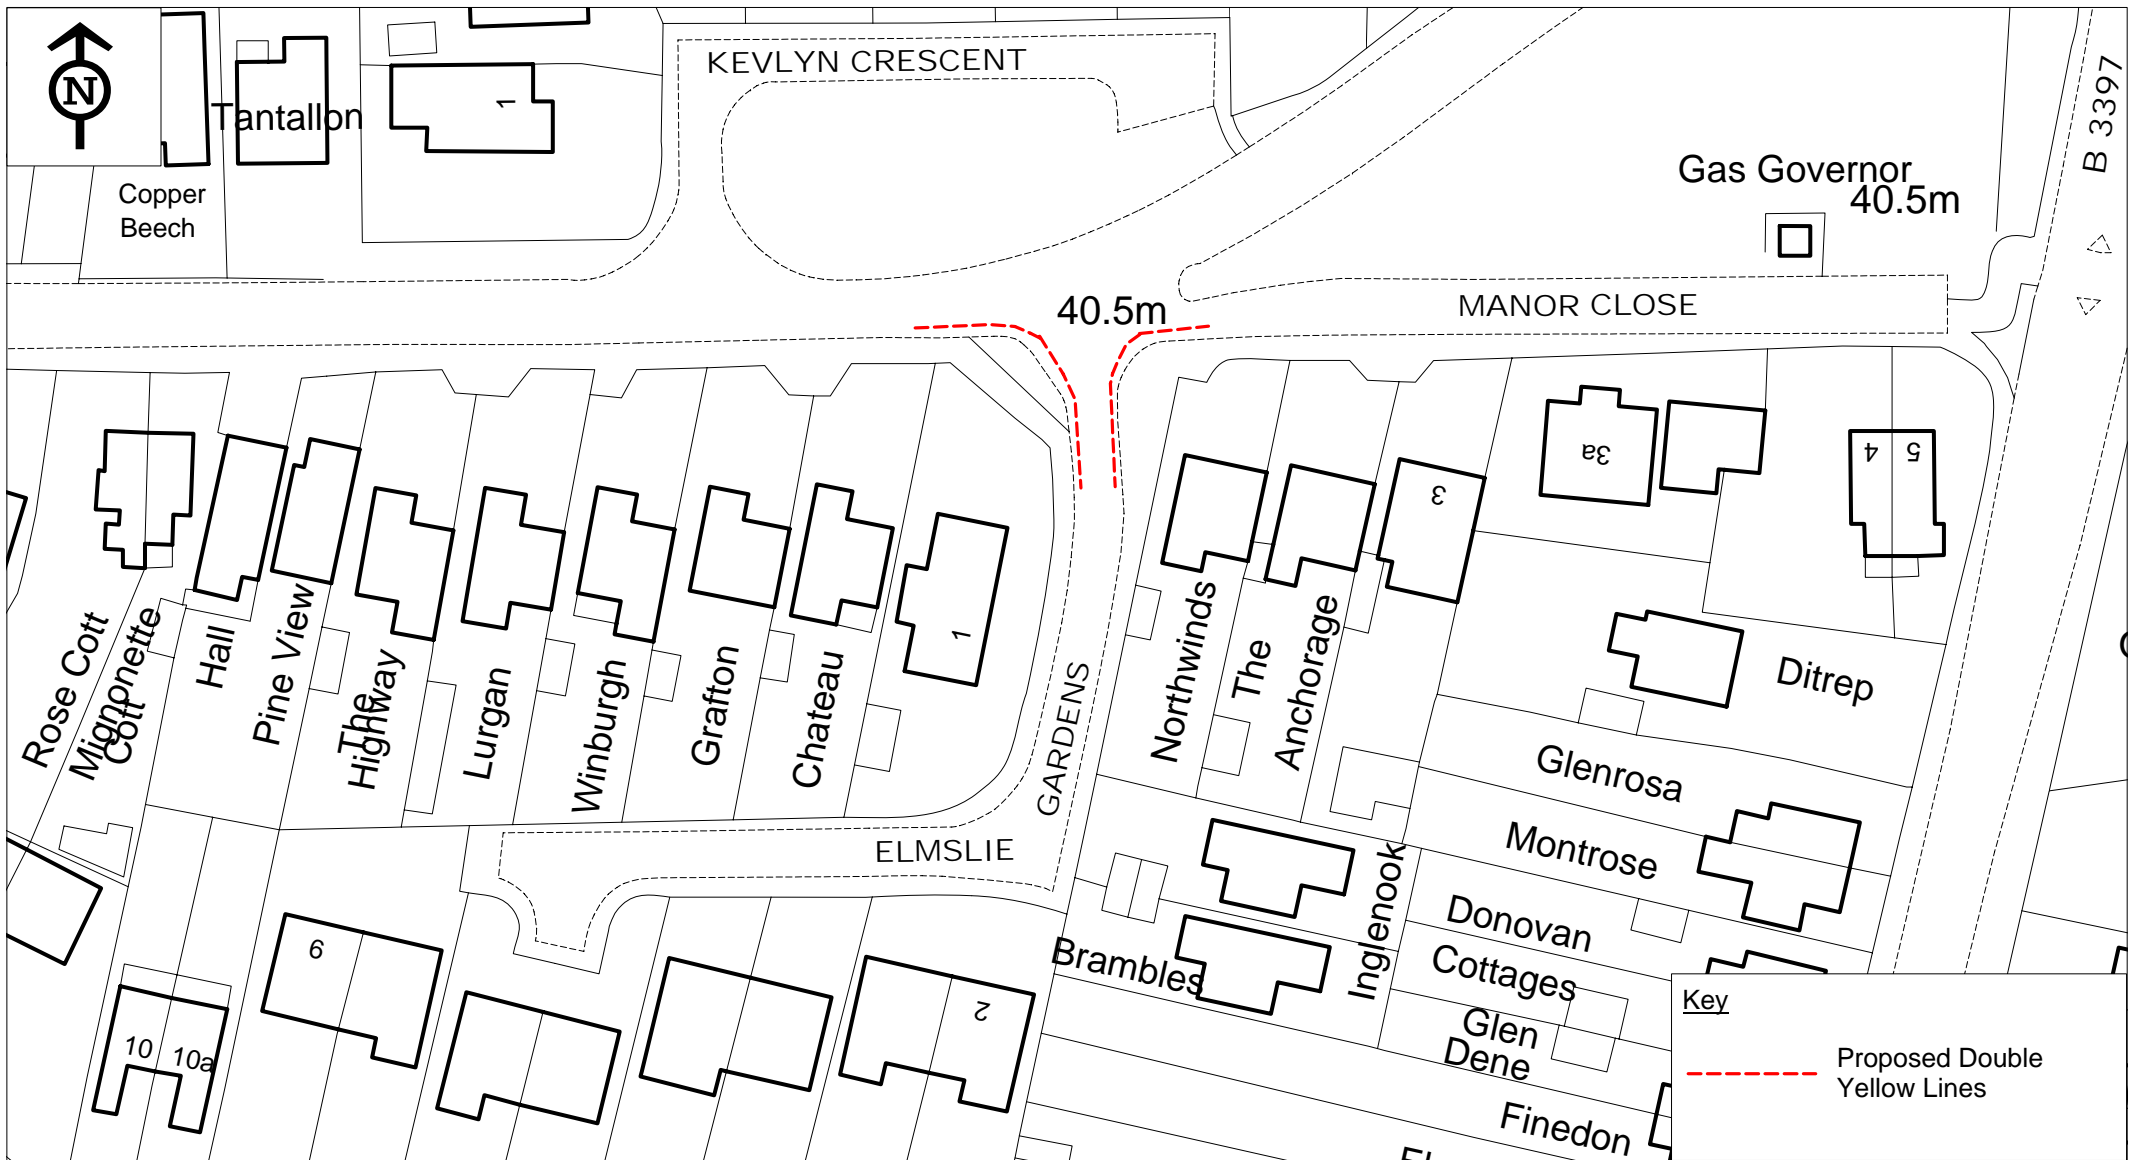 N
KEVLYN CRESCENT
Tantallon
1
B 3397
Gas Governor
40.5m
Copper
Beech
40.5m
MANOR CLOSE
3a
4
5
3
Rose Cott
Mignonette
Cott
Hall
Pine View
The
Highway
Lurgan
Winburgh
Grafton
Chateau
1
GARDENS
Northwinds
The
Anchorage
Ditrep
Glenrosa
Montrose
ELMSLIE
Inglenook
Donovan
Cottages
Brambles
Glen
Dene
Finedon
9
2
10
10a
Key
Proposed Double
Yellow Lines